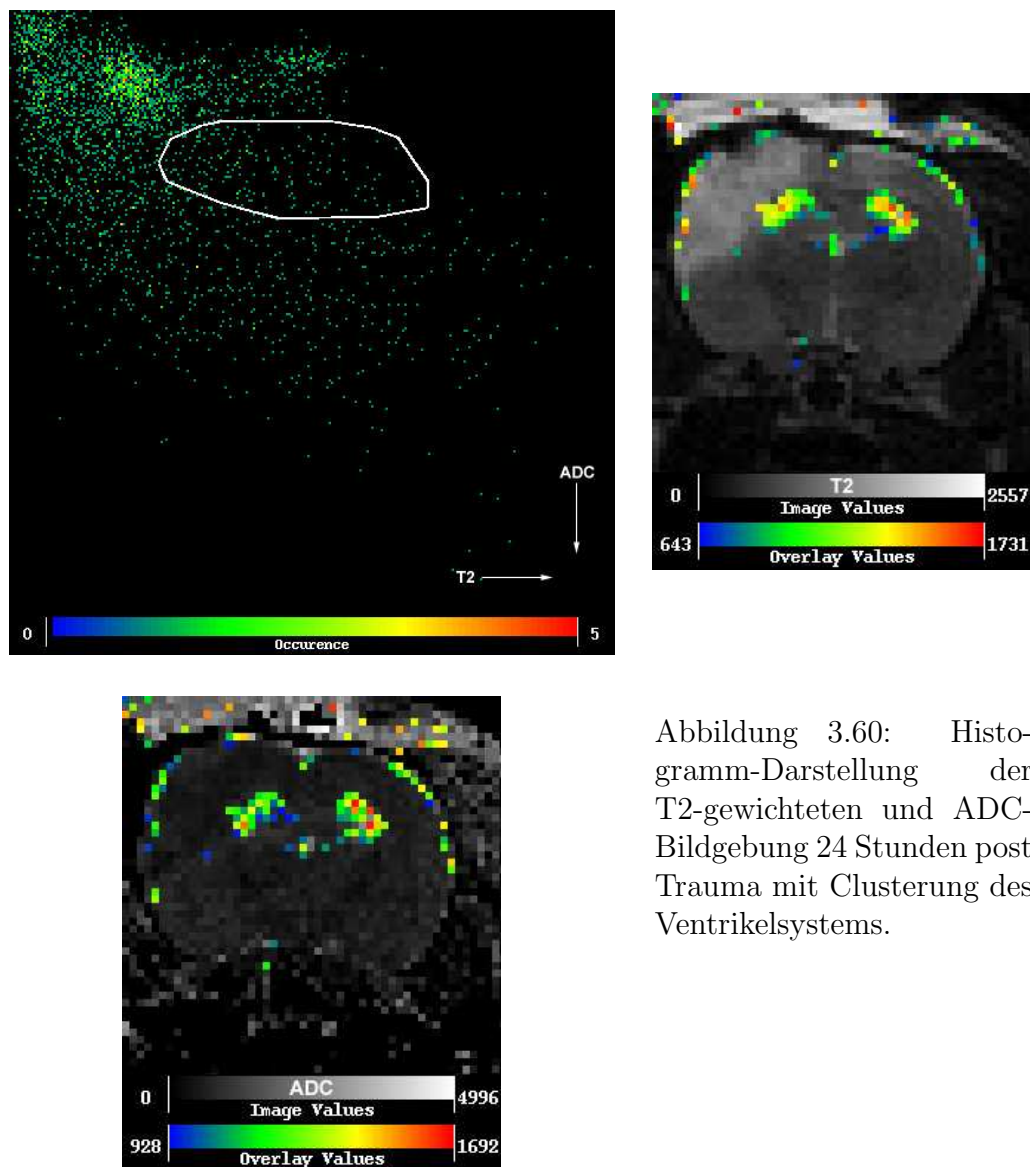 ADC
T2
0
5
Occurence
T2
0
2557
Image Values
643
1731
Overlay Values
ADC
0
4996
Image Values
928
1692
Overlay Values
Abbildung 3.60: Histo-
gramm-Darstellung der
T2-gewichteten und ADC-
Bildgebung 24 Stunden post
Trauma mit Clusterung des
Ventrikelsystems.